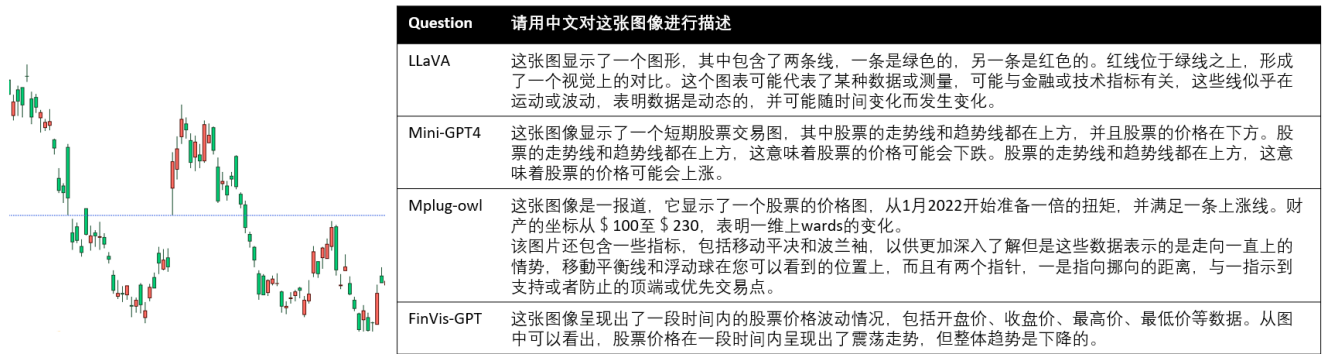 Question 请用中文对这张图像进行描述
LLaVA 这张图显示了一个图形，其中包含了两条线，一条是绿色的，另一条是红色的。红线位于绿线之上，形成
了一个视觉上的对比。这个图表可能代表了某种数据或测量，可能与金融或技术指标有关，这些线似乎在
运动或波动，表明数据是动态的，并可能随时间变化而发生变化。
Mini-GPT4 这张图像显示了一个短期股票交易图，其中股票的走势线和趋势线都在上方，并且股票的价格在下方。股
票的走势线和趋势线都在上方，这意味着股票的价格可能会下跌。股票的走势线和趋势线都在上方，这意
味着股票的价格可能会上涨。
Mplug-owl 这张图像是一报道，它显示了一个股票的价格图，从1月2022开始准备一倍的扭矩，并满足一条上涨线。财
产的坐标从＄100至＄230，表明一维上wards的变化。
该图片还包含一些指标，包括移动平决和波兰袖，以供更加深入了解但是这些数据表示的是走向一直上的
情势，移動平衡线和浮动球在您可以看到的位置上，而且有两个指针，一是指向挪向的距离，与一指示到
支持或者防止的顶端或优先交易点。
FinVis-GPT 这张图像呈现出了一段时间内的股票价格波动情况，包括开盘价、收盘价、最高价、最低价等数据。从图
中可以看出，股票价格在一段时间内呈现出了震荡走势，但整体趋势是下降的。